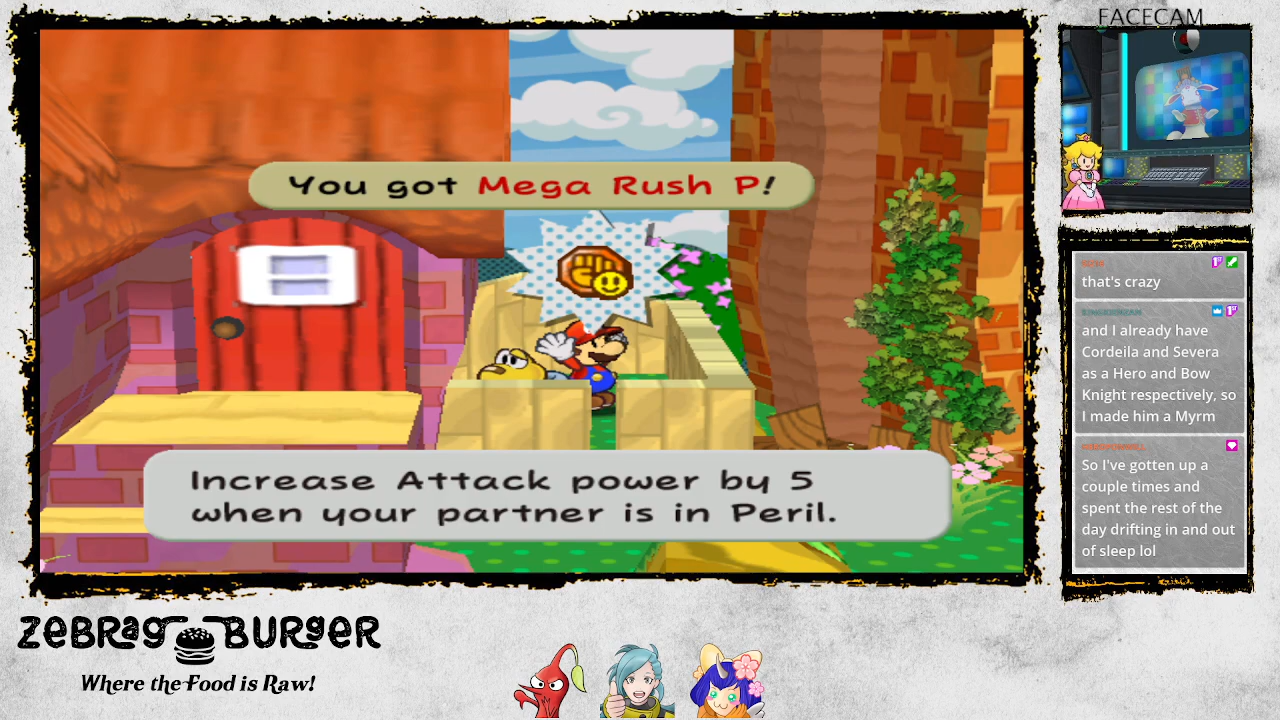 FACECAM
You got Mega Rush P!
Increase Attack power by 5
when your partner is in Peril.
that's crazy
and I already have
Cordeila and Severa
as a Hero and Bow
Knight respectively, so
I made him a Myrm
So I've gotten up a
couple times and
spent the rest of the
day drifting in and out
of sleep lol
ZEBRAG BURGER
Where the Food is Raw!